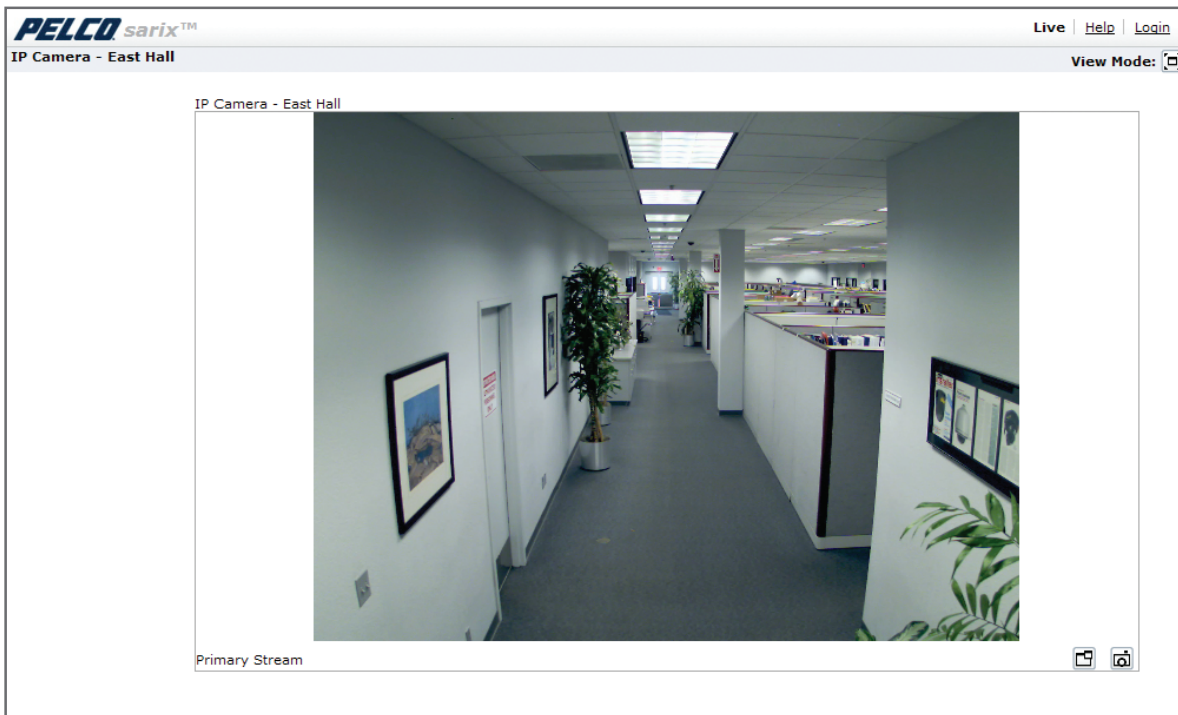 PELCO sarix™
Live | Help | Login
IP Camera - East Hall
View Mode:
IP Camera - East Hall
Primary Stream